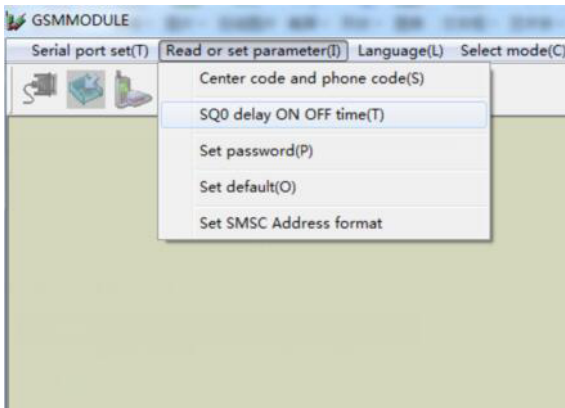 GSMMODULE
Serial port set(T) Read or set parameter(I) Language(L) Select mode(C)
Center code and phone code(S)
SQ0 delay ON OFF time(T)
Set password(P)
Set default(O)
Set SMSC Address format